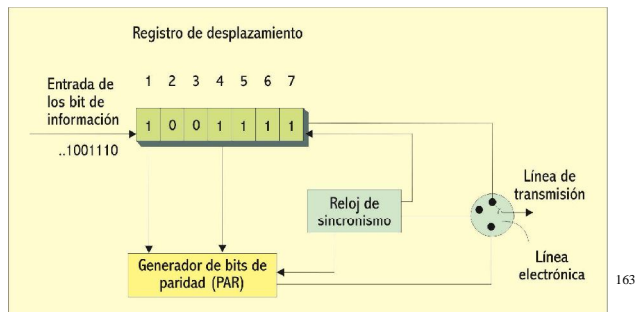 Registro de desplazamiento
Entrada de
los bit de
información
1 2 3 4 5 6 7
1 0 0 1 1 1 1
..1001110
Reloj de
sincronismo
Línea de
transmisión
Línea
electrónica
Generador de bits de
paridad (PAR)
163